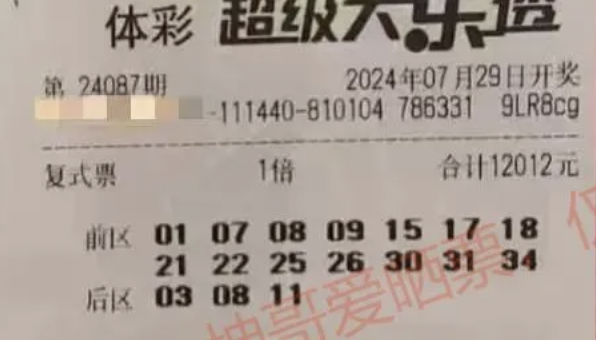 体彩 超级大乐透
第 24087期 2024年07月29日开奖
-111440-810104 786331 9LR8cg
复式票 1倍 合计12012元
前区 01 07 08 09 15 17 18
21 22 25 26 30 31 34
后区 03 08 11
坤哥爱晒票
仅